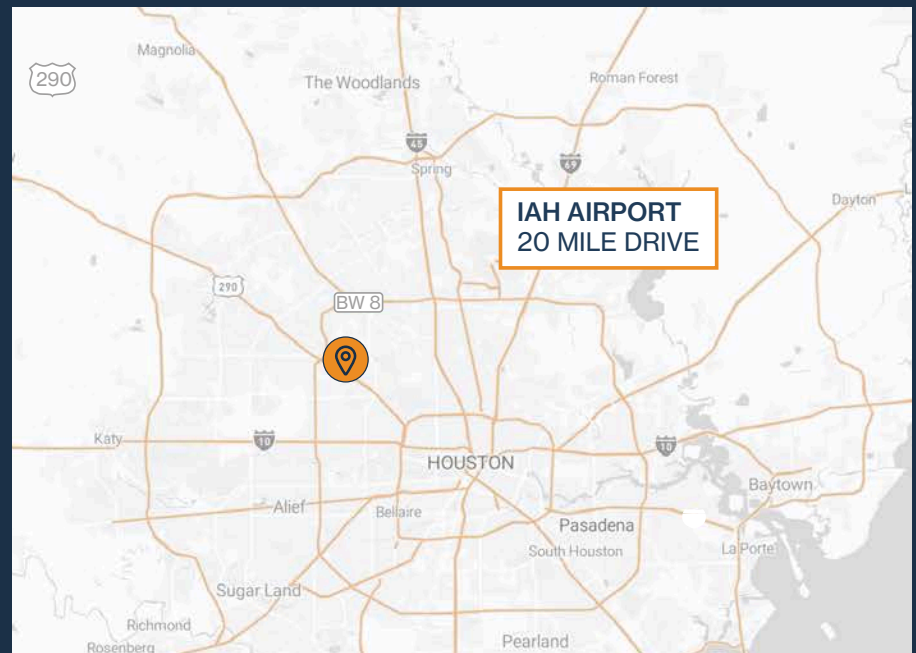 Magnolia
290
The Woodlands
Roman Forest
45
69
Spring
IAH AIRPORT
20 MILE DRIVE
Dayton
290
BW 8
Katy
10
HOUSTON
10
Baytown
Alief
Bellaire
Pasadena
South Houston
La Porte
Sugar Land
Richmond
Rosenberg
Pearland